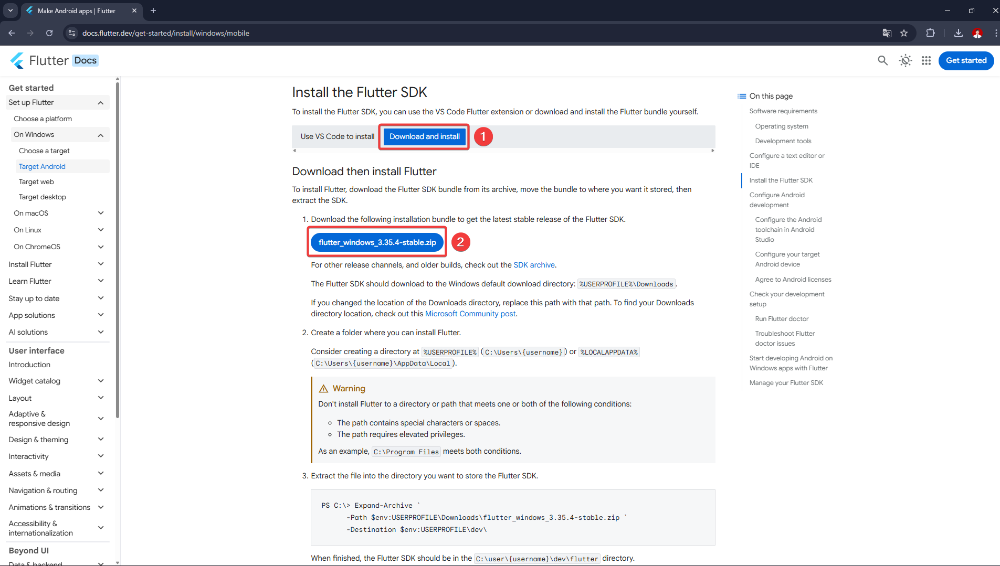 Make Android apps | Flutter
docs.flutter.dev/get-started/install/windows/mobile
Flutter Docs
Get started
Get started
Set up Flutter
Choose a platform
On Windows
Choose a target
Target Android
Target web
Target desktop
On macOS
On Linux
On ChromeOS
Install Flutter
Learn Flutter
Stay up to date
App solutions
AI solutions
User interface
Introduction
Widget catalog
Layout
Adaptive &
responsive design
Design & theming
Interactivity
Assets & media
Navigation & routing
Animations & transitions
Accessibility &
internationalization
Beyond UI
Data & backend
Install the Flutter SDK
To install the Flutter SDK, you can use the VS Code Flutter extension or download and install the Flutter bundle yourself.
Use VS Code to install Download and install 1
Download then install Flutter
To install Flutter, download the Flutter SDK bundle from its archive, move the bundle to where you want it stored, then
extract the SDK.
1. Download the following installation bundle to get the latest stable release of the Flutter SDK.
flutter_windows_3.35.4-stable.zip 2
For other release channels, and older builds, check out the SDK archive.
The Flutter SDK should download to the Windows default download directory: %USERPROFILE%\Downloads.
If you changed the location of the Downloads directory, replace this path with that path. To find your Downloads
directory location, check out this Microsoft Community post.
2. Create a folder where you can install Flutter.
Consider creating a directory at %USERPROFILE% (C:\Users\{username}) or %LOCALAPPDATA%
(C:\Users\{username}\AppData\Local).
Warning
Don't install Flutter to a directory or path that meets one or both of the following conditions:
The path contains special characters or spaces.
The path requires elevated privileges.
As an example, C:\Program Files meets both conditions.
3. Extract the file into the directory you want to store the Flutter SDK.
PS C:\> Expand-Archive `
-Path $env:USERPROFILE\Downloads\flutter_windows_3.35.4-stable.zip `
-Destination $env:USERPROFILE\dev\
When finished, the Flutter SDK should be in the C:\user\{username}\dev\flutter directory.
On this page
Software requirements
Operating system
Development tools
Configure a text editor or
IDE
Install the Flutter SDK
Configure Android
development
Configure the Android
toolchain in Android
Studio
Configure your target
Android device
Agree to Android licenses
Check your development
setup
Run Flutter doctor
Troubleshoot Flutter
doctor issues
Start developing Android on
Windows apps with Flutter
Manage your Flutter SDK